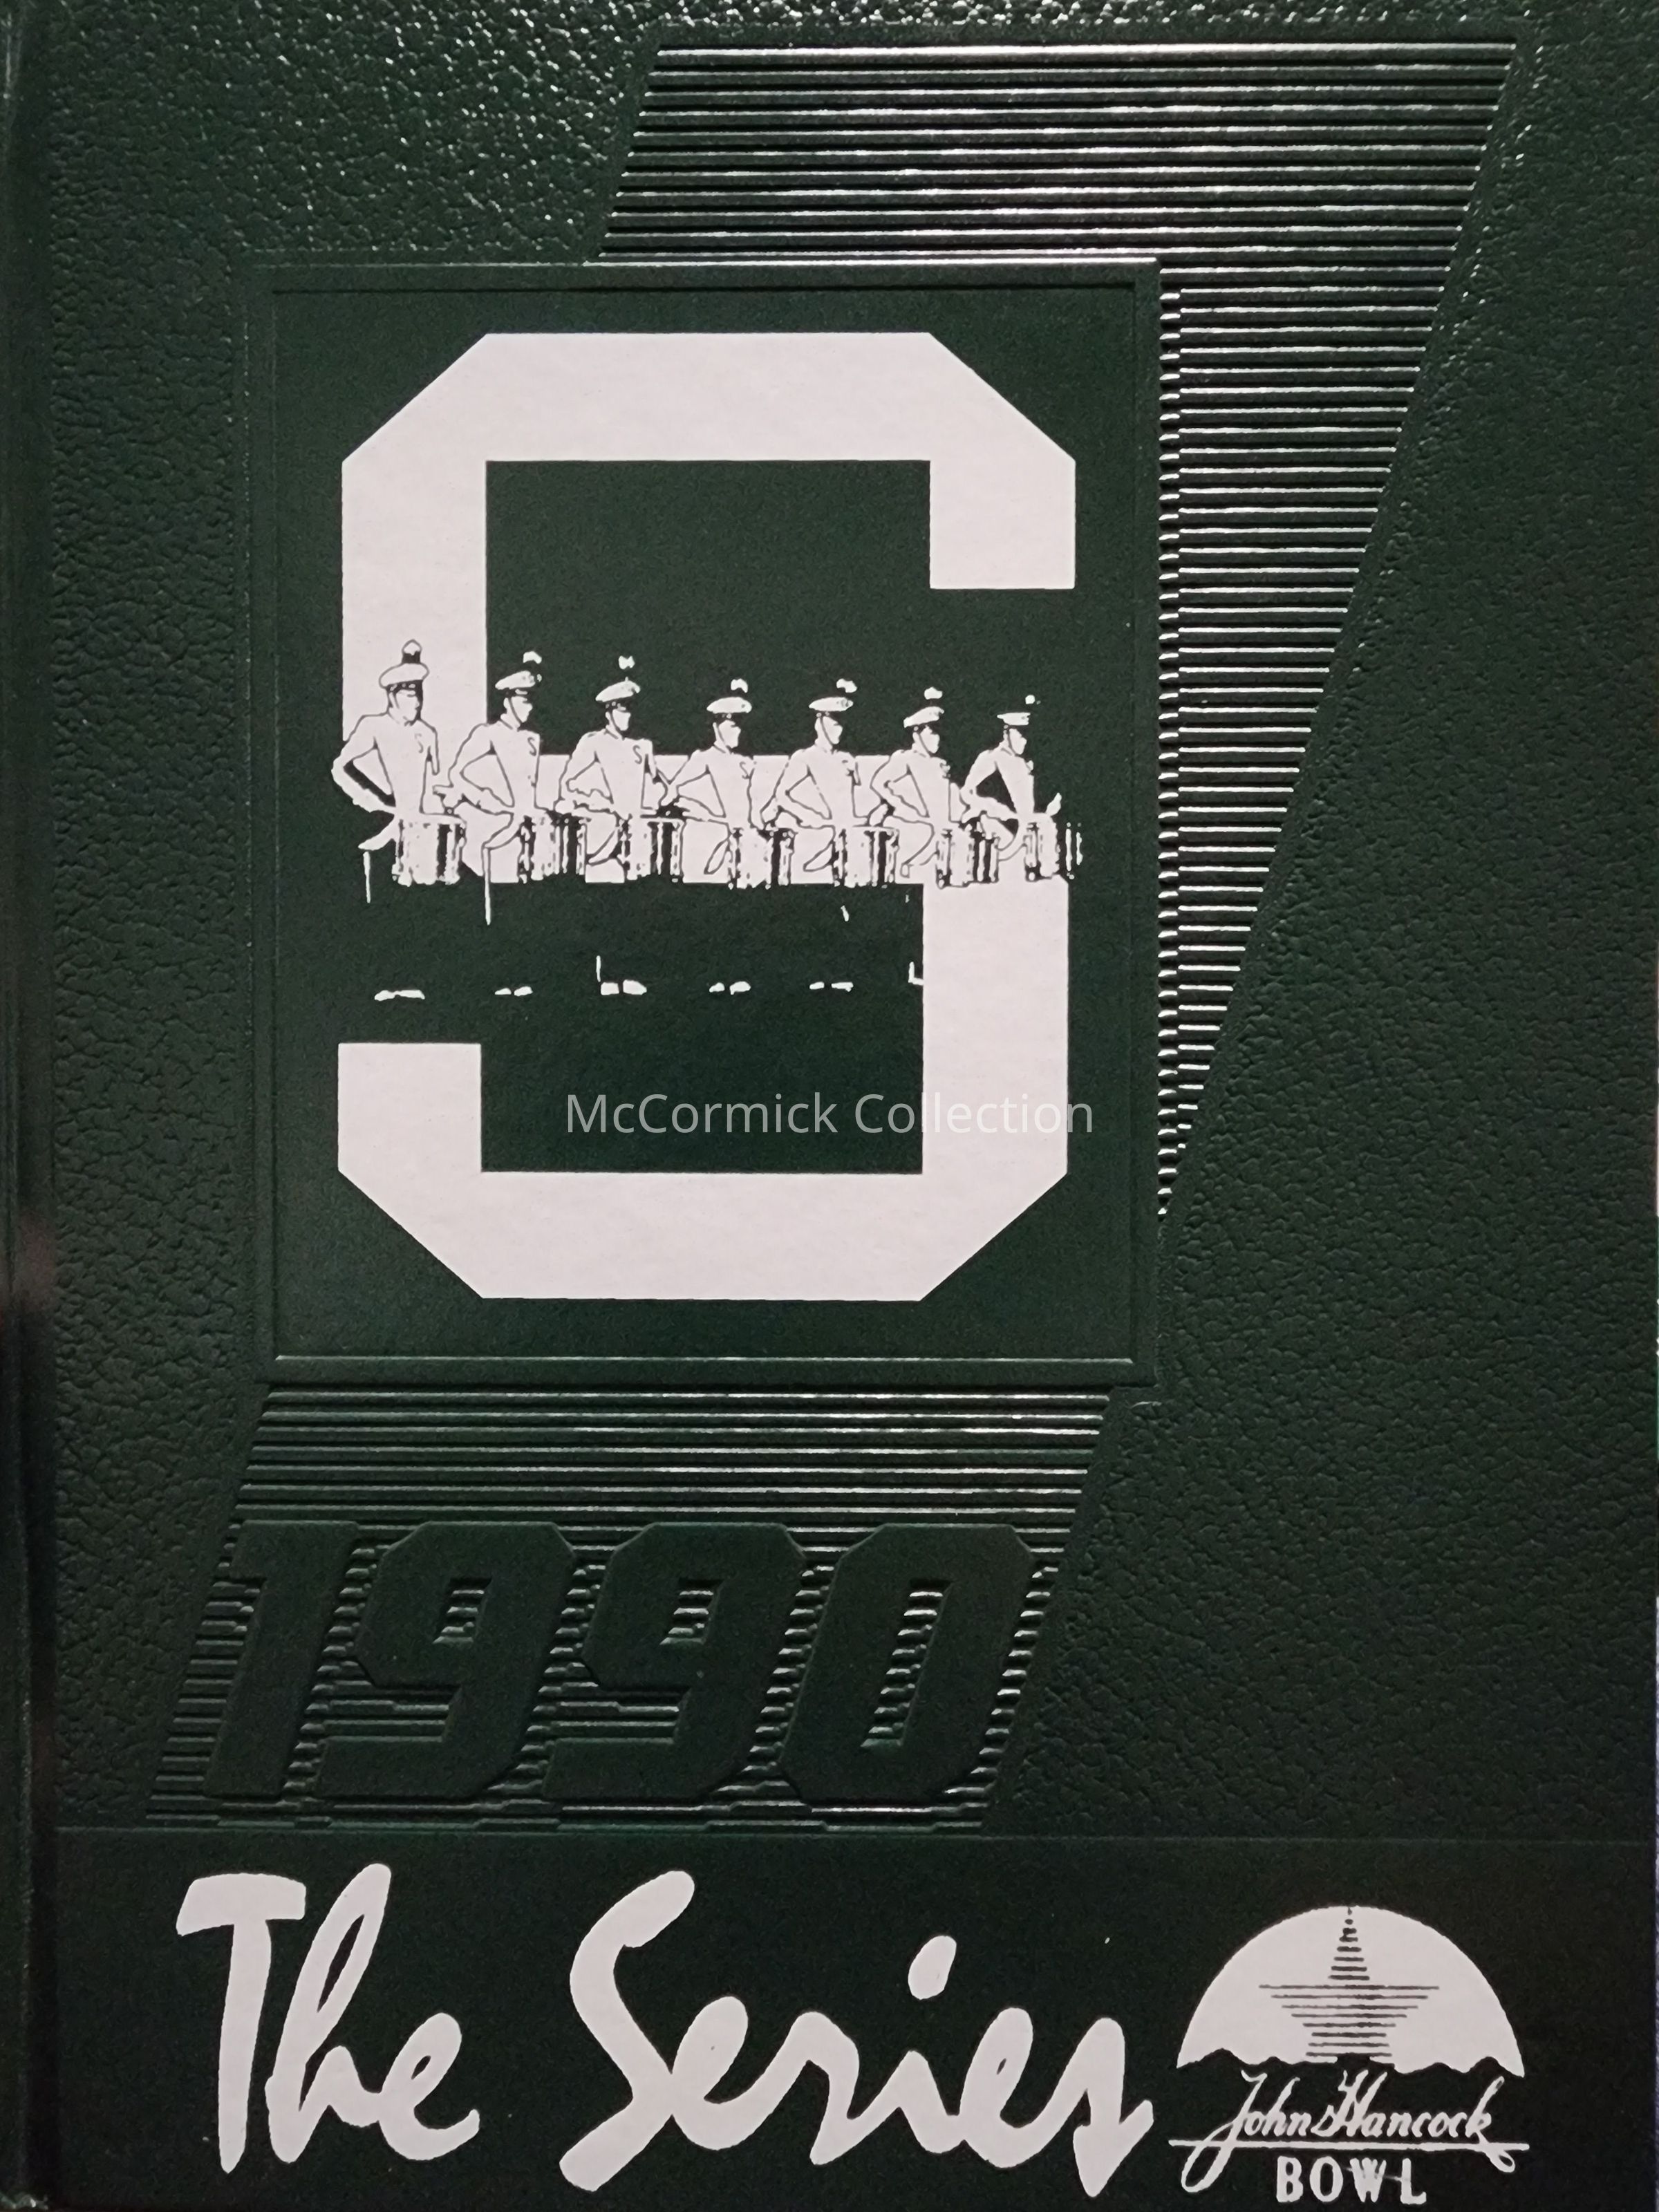 S
McCormick Collection
1990
The Series
John Hancock
BOWL